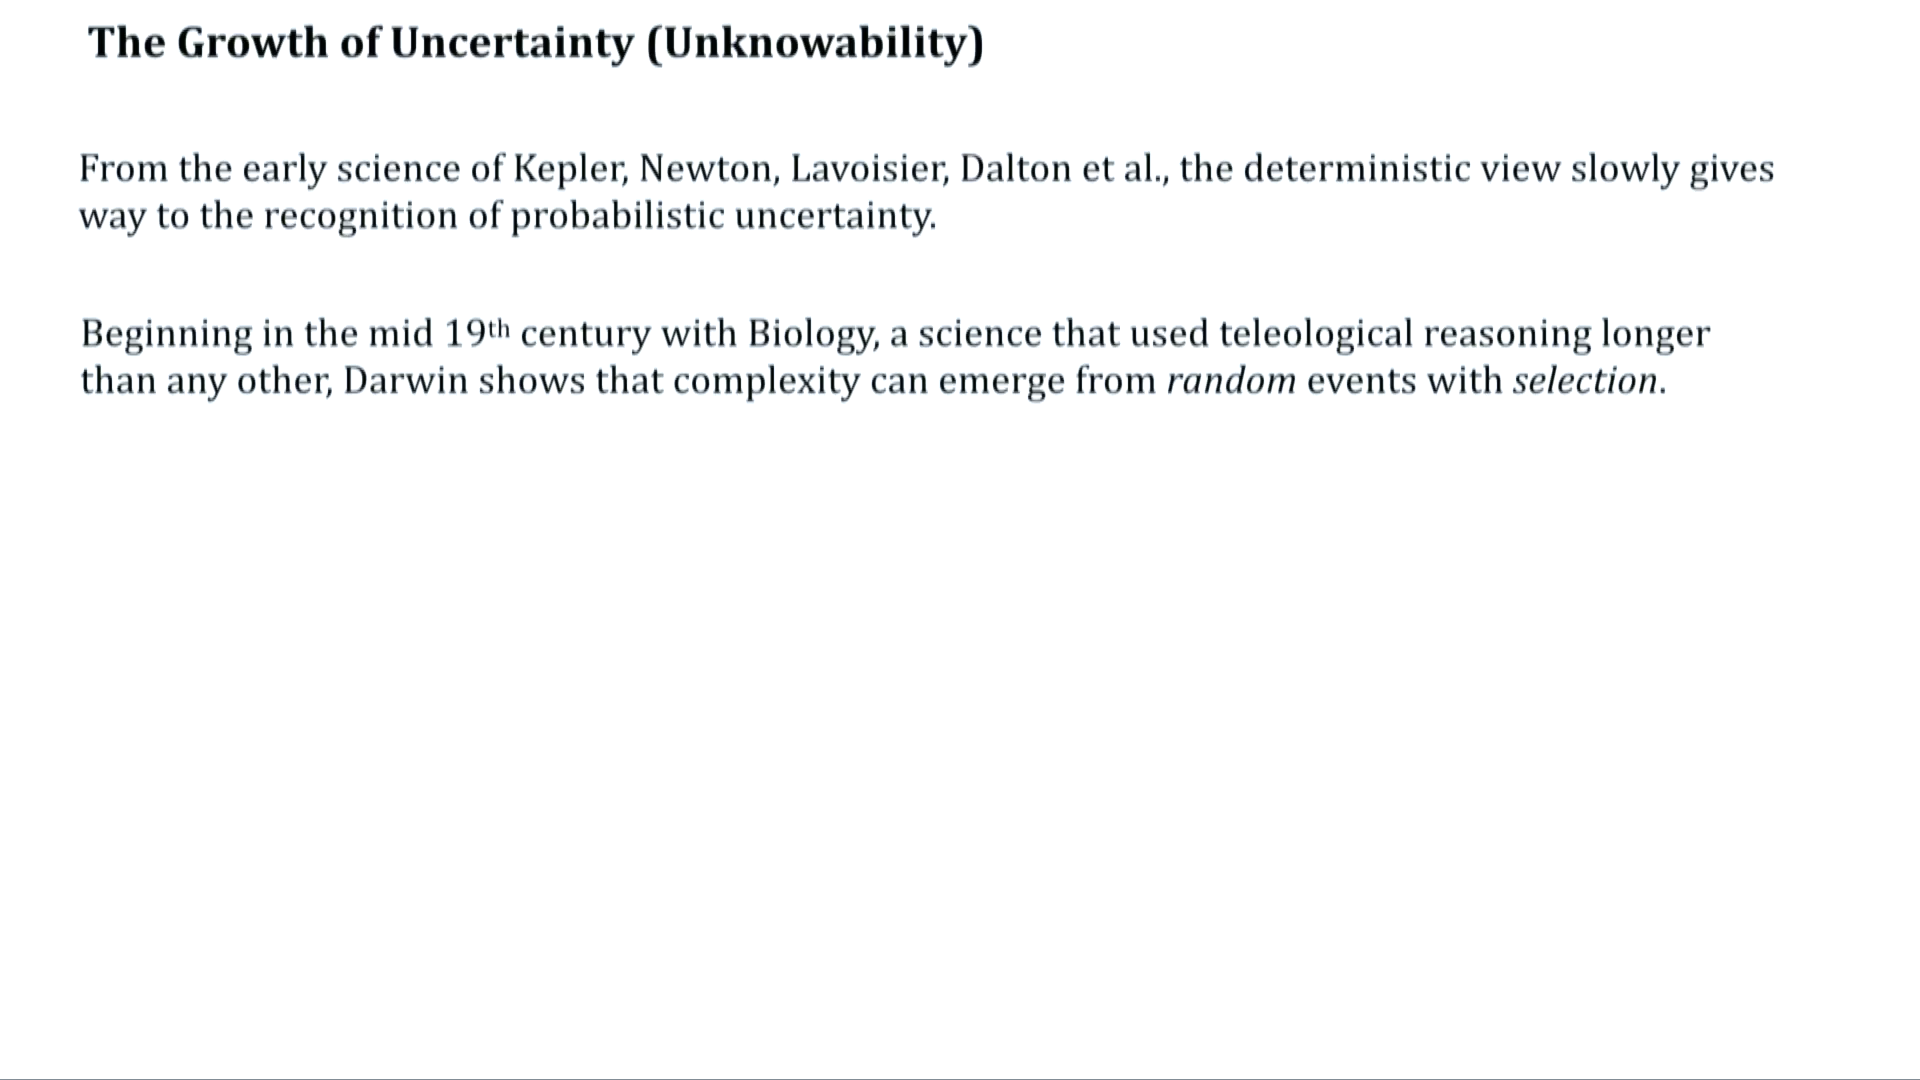 The Growth of Uncertainty (Unknowability)
From the early science of Kepler, Newton, Lavoisier, Dalton et al., the deterministic view slowly gives
way to the recognition of probabilistic uncertainty.
Beginning in the mid 19th century with Biology, a science that used teleological reasoning longer
than any other, Darwin shows that complexity can emerge from random events with selection.